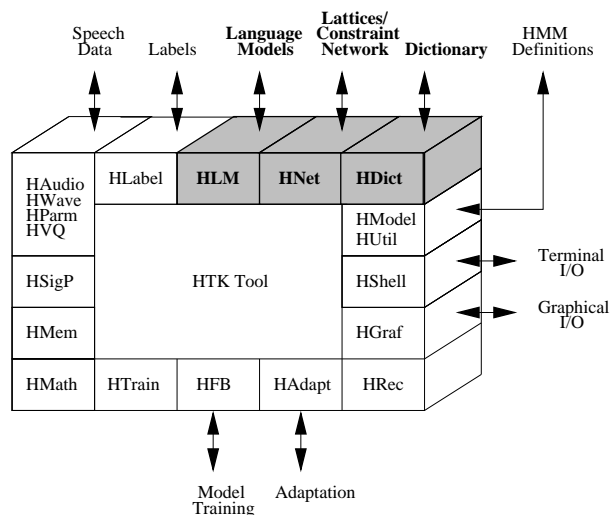 Speech
Data
Labels
Language
Models
Lattices/
Constraint
Network
Dictionary
HMM
Definitions
HAudio
HWave
HParm
HVQ
HLabel
HLM
HNet
HDict
HModel
HUtil
HSigP
HTK Tool
HShell
Terminal
I/O
HMem
HGraf
Graphical
I/O
HMath
HTrain
HFB
HAdapt
HRec
Model
Training
Adaptation